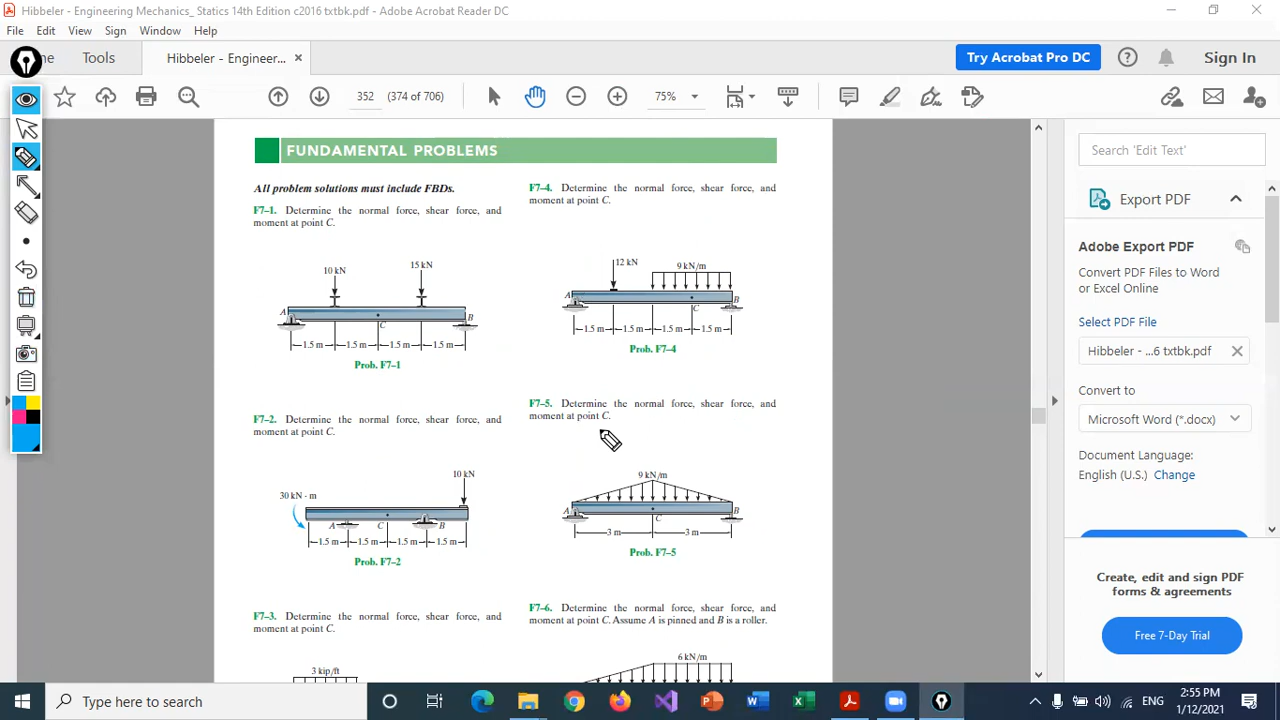 Hibbeler - Engineering Mechanics_ Statics 14th Edition c2016 txtbk.pdf - Adobe Acrobat Reader DC
File Edit View Sign Window Help
Tools
Hibbeler - Engineer...
Try Acrobat Pro DC
Sign In
352 (374 of 706)
75%
FUNDAMENTAL PROBLEMS
All problem solutions must include FBDs.
F7–1. Determine the normal force, shear force, and
moment at point C.
10 kN
15 kN
A
C
B
1.5 m 1.5 m 1.5 m 1.5 m
Prob. F7–1
F7–2. Determine the normal force, shear force, and
moment at point C.
10 kN
30 kN · m
A
C
B
1.5 m 1.5 m 1.5 m 1.5 m
Prob. F7–2
F7–3. Determine the normal force, shear force, and
moment at point C.
3 kip/ft
F7–4. Determine the normal force, shear force, and
moment at point C.
12 kN
9 kN/m
A
C
B
1.5 m 1.5 m 1.5 m 1.5 m
Prob. F7–4
F7–5. Determine the normal force, shear force, and
moment at point C.
9 kN/m
A
C
B
3 m 3 m
Prob. F7–5
F7–6. Determine the normal force, shear force, and
moment at point C. Assume A is pinned and B is a roller.
6 kN/m
Search 'Edit Text'
Export PDF
Adobe Export PDF
Convert PDF Files to Word
or Excel Online
Select PDF File
Hibbeler - ...6 txtbk.pdf
Convert to
Microsoft Word (*.docx)
Document Language:
English (U.S.) Change
Create, edit and sign PDF
forms & agreements
Free 7-Day Trial
Type here to search
ENG
2:55 PM
1/12/2021